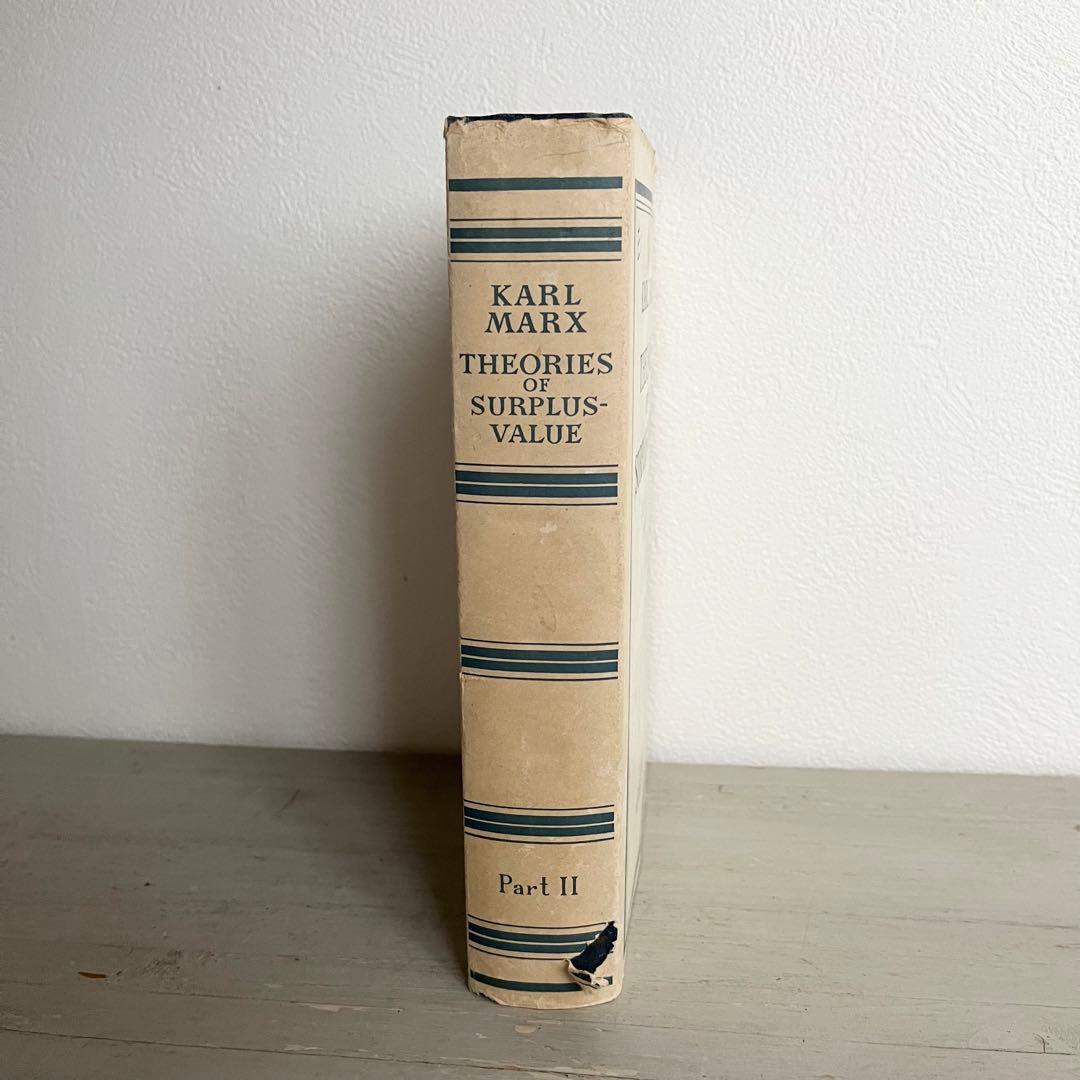 KARL
MARX
THEORIES
OF
SURPLUS-
VALUE
Part II